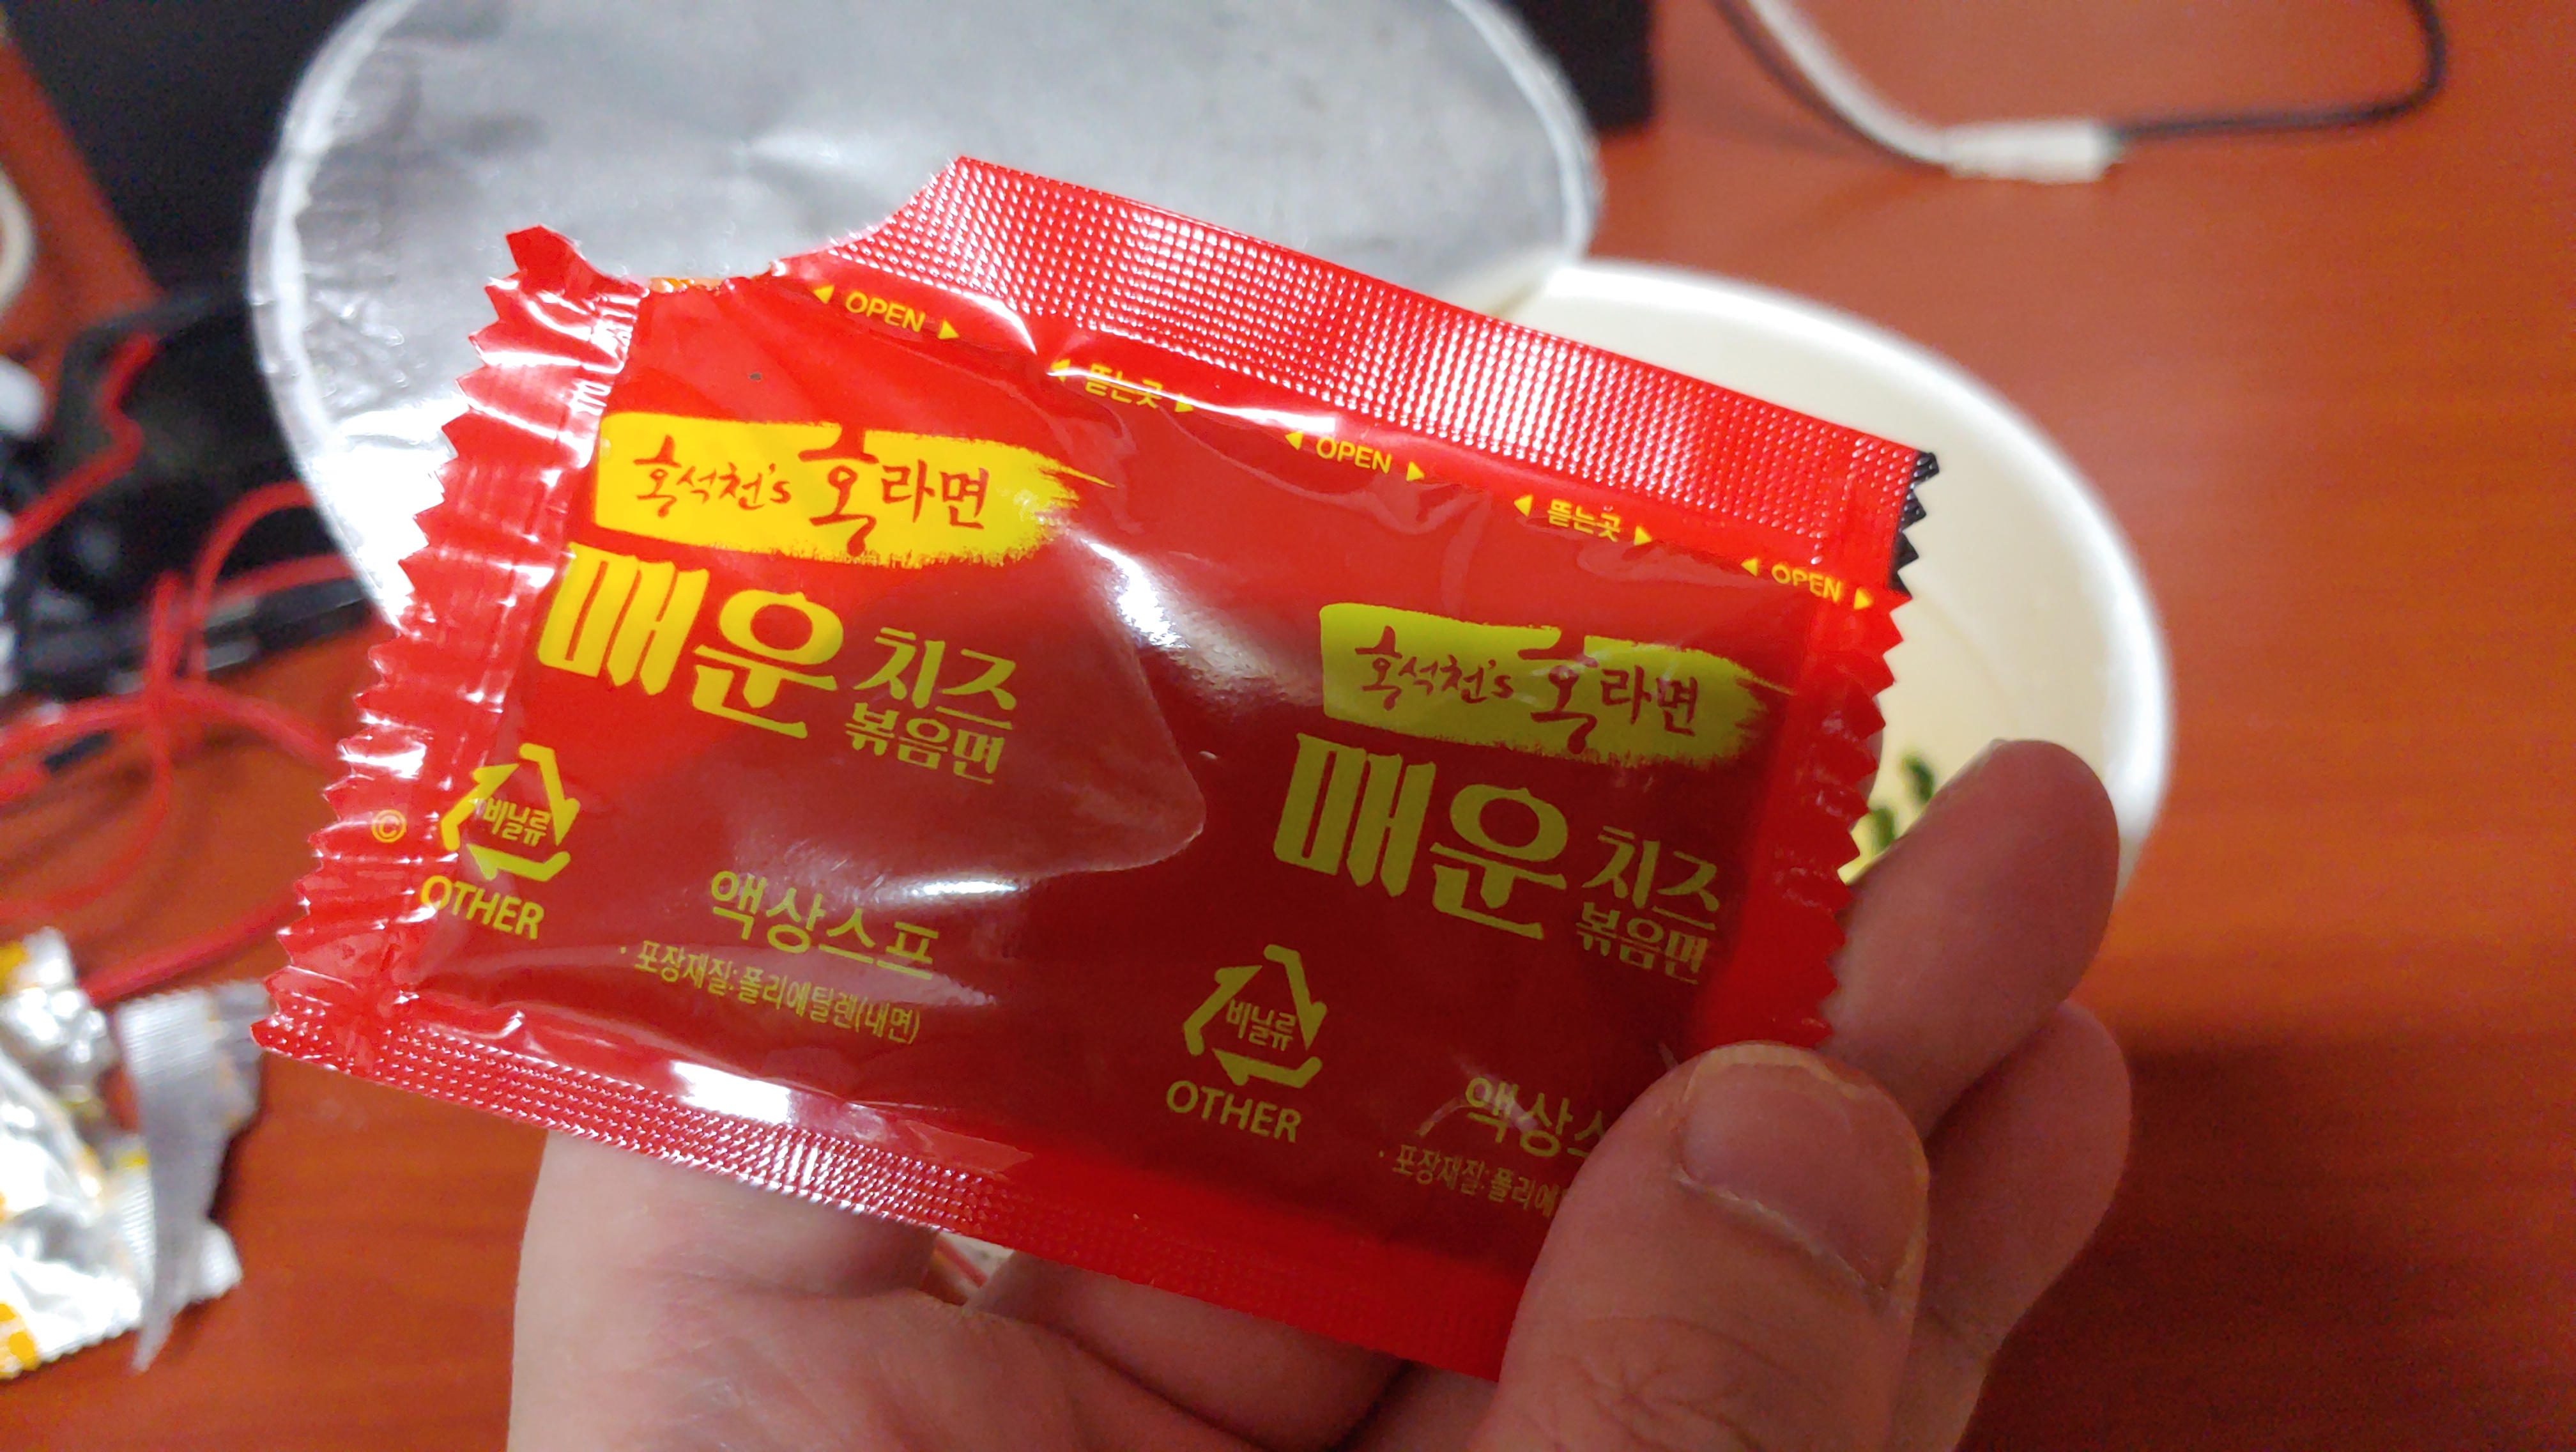 ◀ OPEN ▶
◀ 뜯는곳 ▶
◀ OPEN ▶
◀ 뜯는곳 ▶
◀ OPEN ▶
홍석천's 홍라면
매운 치즈
볶음면
비닐류
OTHER
©
액상스프
· 포장재질:폴리에틸렌(내면)
홍석천's 홍라면
매운 치즈
볶음면
비닐류
OTHER
액상스
· 포장재질:폴리에